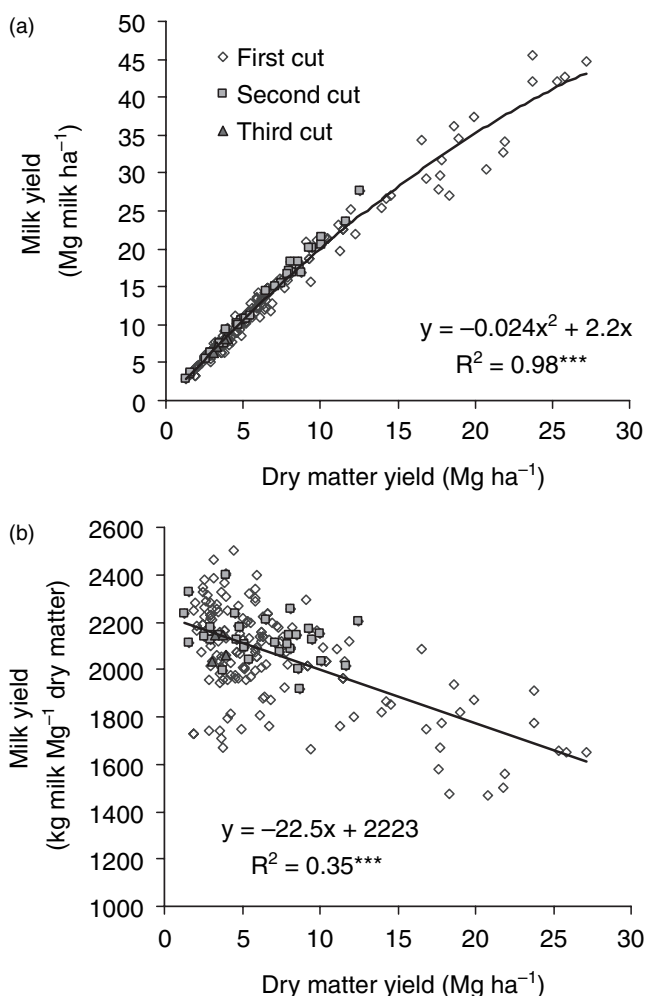 (a)
50
45
40
35
30
25
20
15
10
5
0
Milk yield
(Mg milk ha⁻¹)
First cut
Second cut
Third cut
y = −0.024x² + 2.2x
R² = 0.98***
0 5 10 15 20 25 30
Dry matter yield (Mg ha⁻¹)
(b)
2600
2400
2200
2000
1800
1600
1400
1200
1000
Milk yield
(kg milk Mg⁻¹ dry matter)
y = −22.5x + 2223
R² = 0.35***
0 5 10 15 20 25 30
Dry matter yield (Mg ha⁻¹)